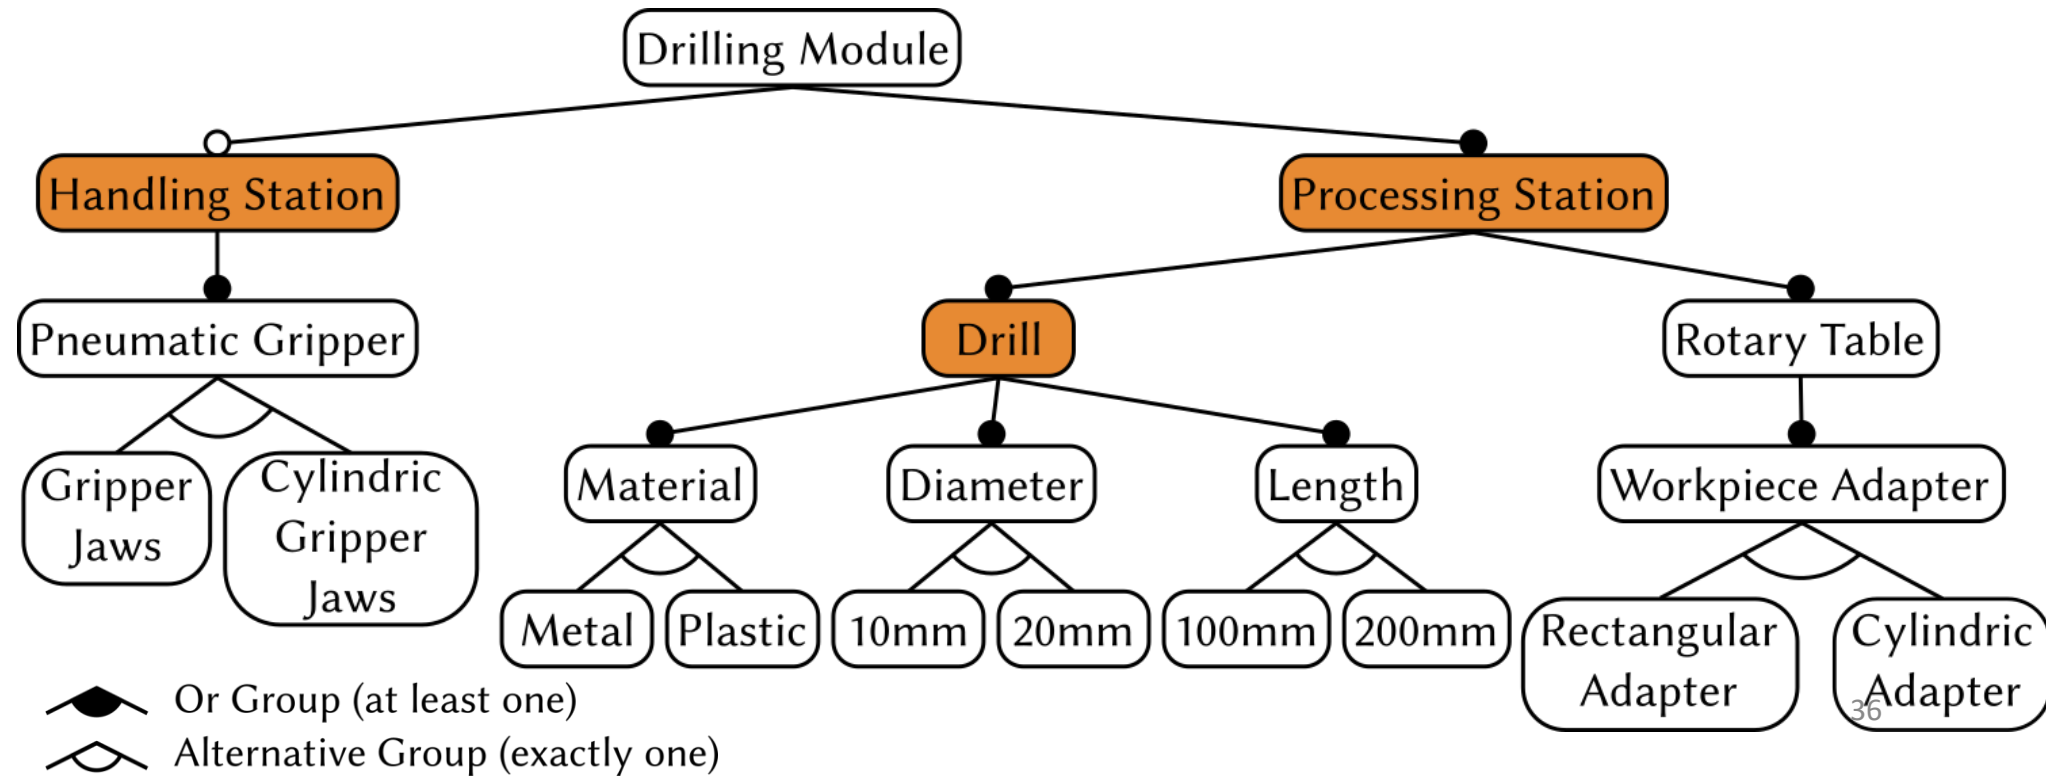 Drilling Module
Handling Station
Processing Station
Pneumatic Gripper
Drill
Rotary Table
Gripper
Jaws
Cylindric
Gripper
Jaws
Material
Diameter
Length
Workpiece Adapter
Metal
Plastic
10mm
20mm
100mm
200mm
Rectangular
Adapter
Cylindric
Adapter
36
Or Group (at least one)
Alternative Group (exactly one)